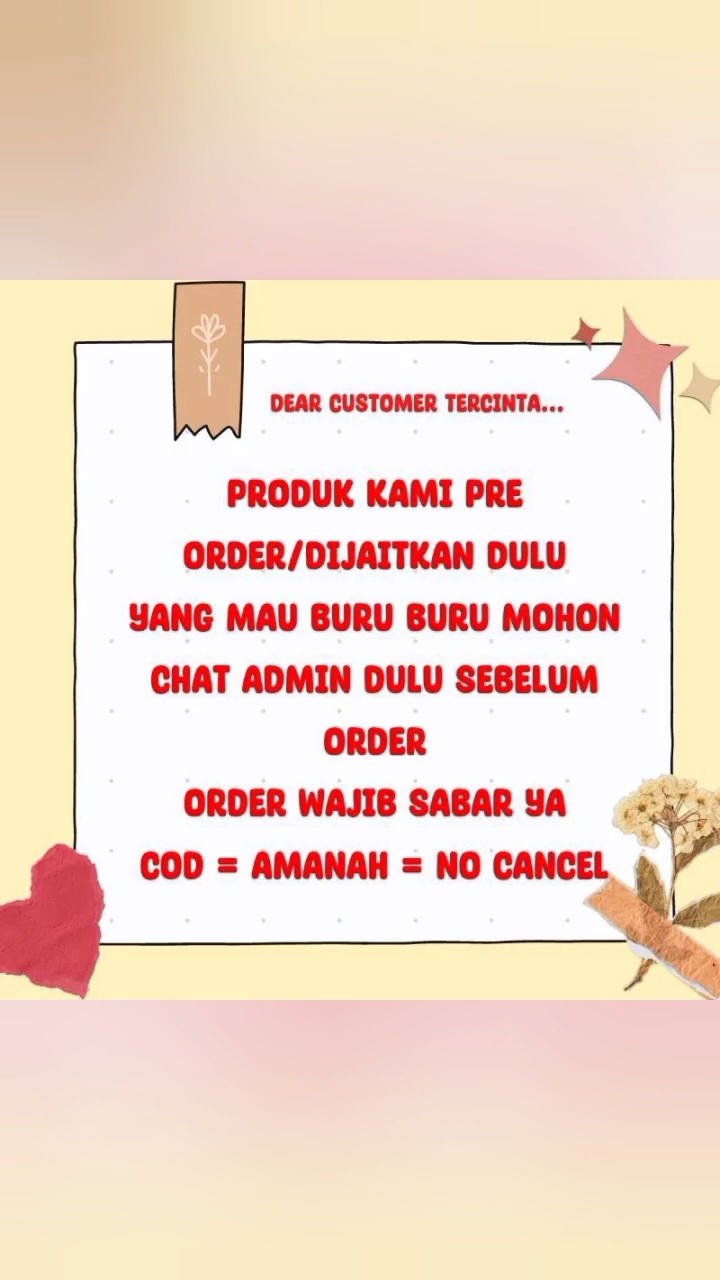 DEAR CUSTOMER TERCINTA...
PRODUK KAMI PRE
ORDER/DIJAITKAN DULU
YANG MAU BURU BURU MOHON
CHAT ADMIN DULU SEBELUM
ORDER
ORDER WAJIB SABAR YA
COD = AMANAH = NO CANCEL